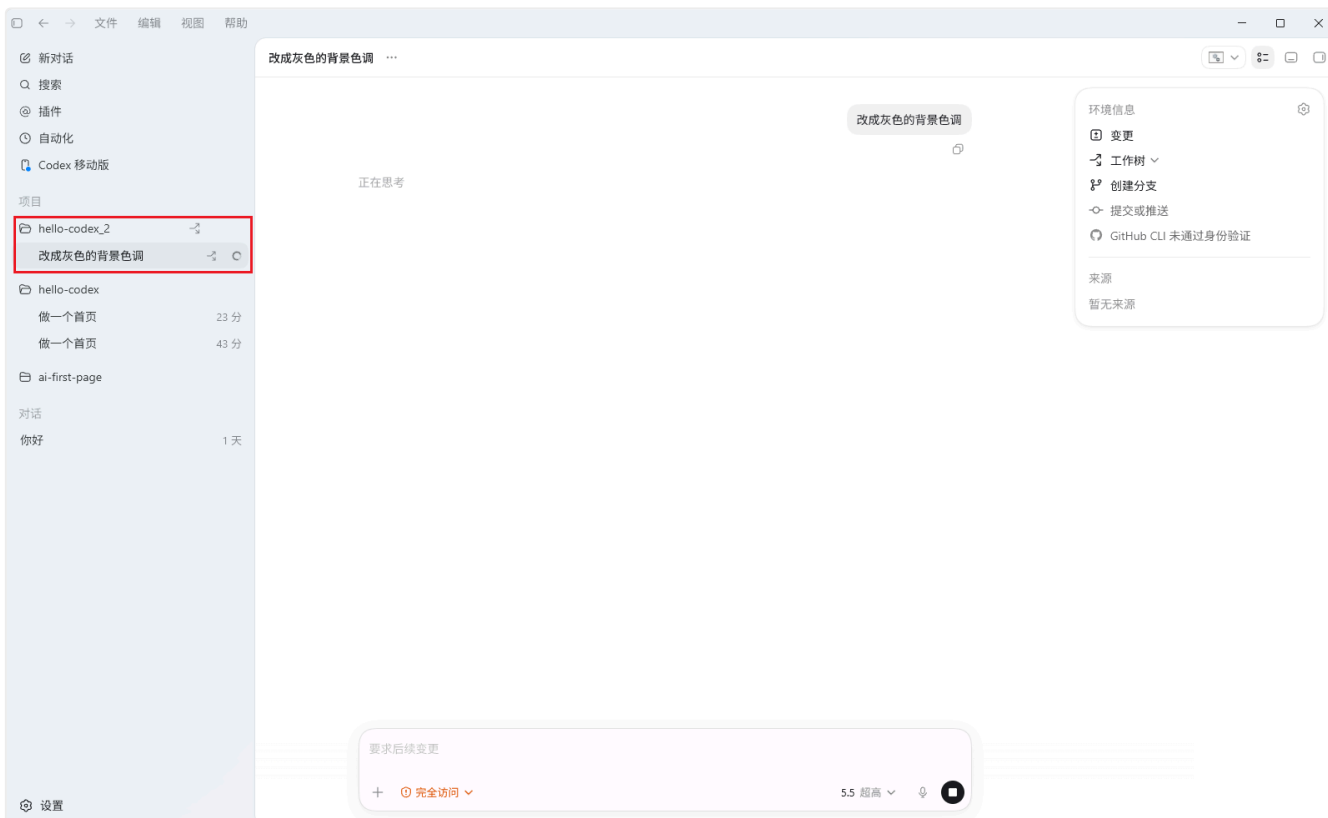 文件 编辑 视图 帮助
新对话
搜索
插件
自动化
Codex 移动版
项目
hello-codex_2
改成灰色的背景色调
hello-codex
做一个首页 23 分
做一个首页 43 分
ai-first-page
对话
你好 1 天
设置
改成灰色的背景色调 ···
改成灰色的背景色调
正在思考
环境信息
变更
工作树
创建分支
提交或推送
GitHub CLI 未通过身份验证
来源
暂无来源
要求后续变更
完全访问 5.5 超高